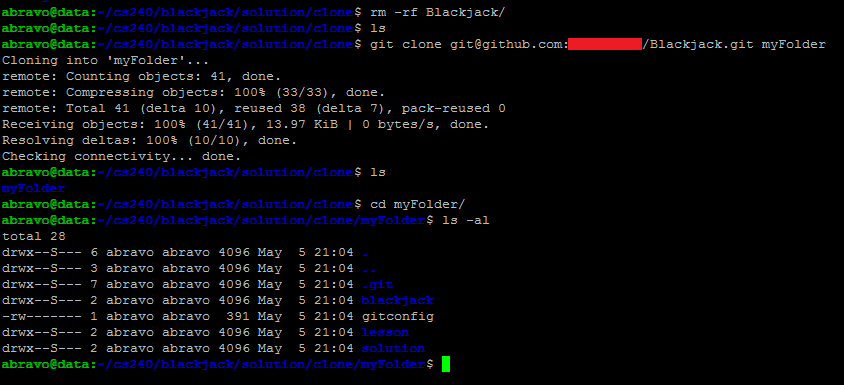 abravo@data:~/cs240/blackjack/solution/clone$ rm -rf Blackjack/
abravo@data:~/cs240/blackjack/solution/clone$ ls
abravo@data:~/cs240/blackjack/solution/clone$ git clone git@github.com: /Blackjack.git myFolder
Cloning into 'myFolder'...
remote: Counting objects: 41, done.
remote: Compressing objects: 100% (33/33), done.
remote: Total 41 (delta 10), reused 38 (delta 7), pack-reused 0
Receiving objects: 100% (41/41), 13.97 KiB | 0 bytes/s, done.
Resolving deltas: 100% (10/10), done.
Checking connectivity... done.
abravo@data:~/cs240/blackjack/solution/clone$ ls
myFolder
abravo@data:~/cs240/blackjack/solution/clone$ cd myFolder/
abravo@data:~/cs240/blackjack/solution/clone/myFolder$ ls -al
total 28
drwx--S--- 6 abravo abravo 4096 May  5 21:04 .
drwx--S--- 3 abravo abravo 4096 May  5 21:04 ..
drwx--S--- 7 abravo abravo 4096 May  5 21:04 .git
drwx--S--- 2 abravo abravo 4096 May  5 21:04 blackjack
-rw------- 1 abravo abravo  391 May  5 21:04 gitconfig
drwx--S--- 2 abravo abravo 4096 May  5 21:04 lesson
drwx--S--- 2 abravo abravo 4096 May  5 21:04 solution
abravo@data:~/cs240/blackjack/solution/clone/myFolder$